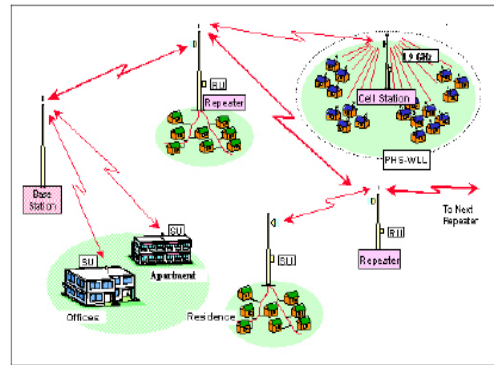 RU
Repeater
1.9 GHz
Cell Station
PHS-WLL
Base
Station
To Next
Repeater
SU
Apartment
SU
Offices
SU
Residence
RU
Repeater